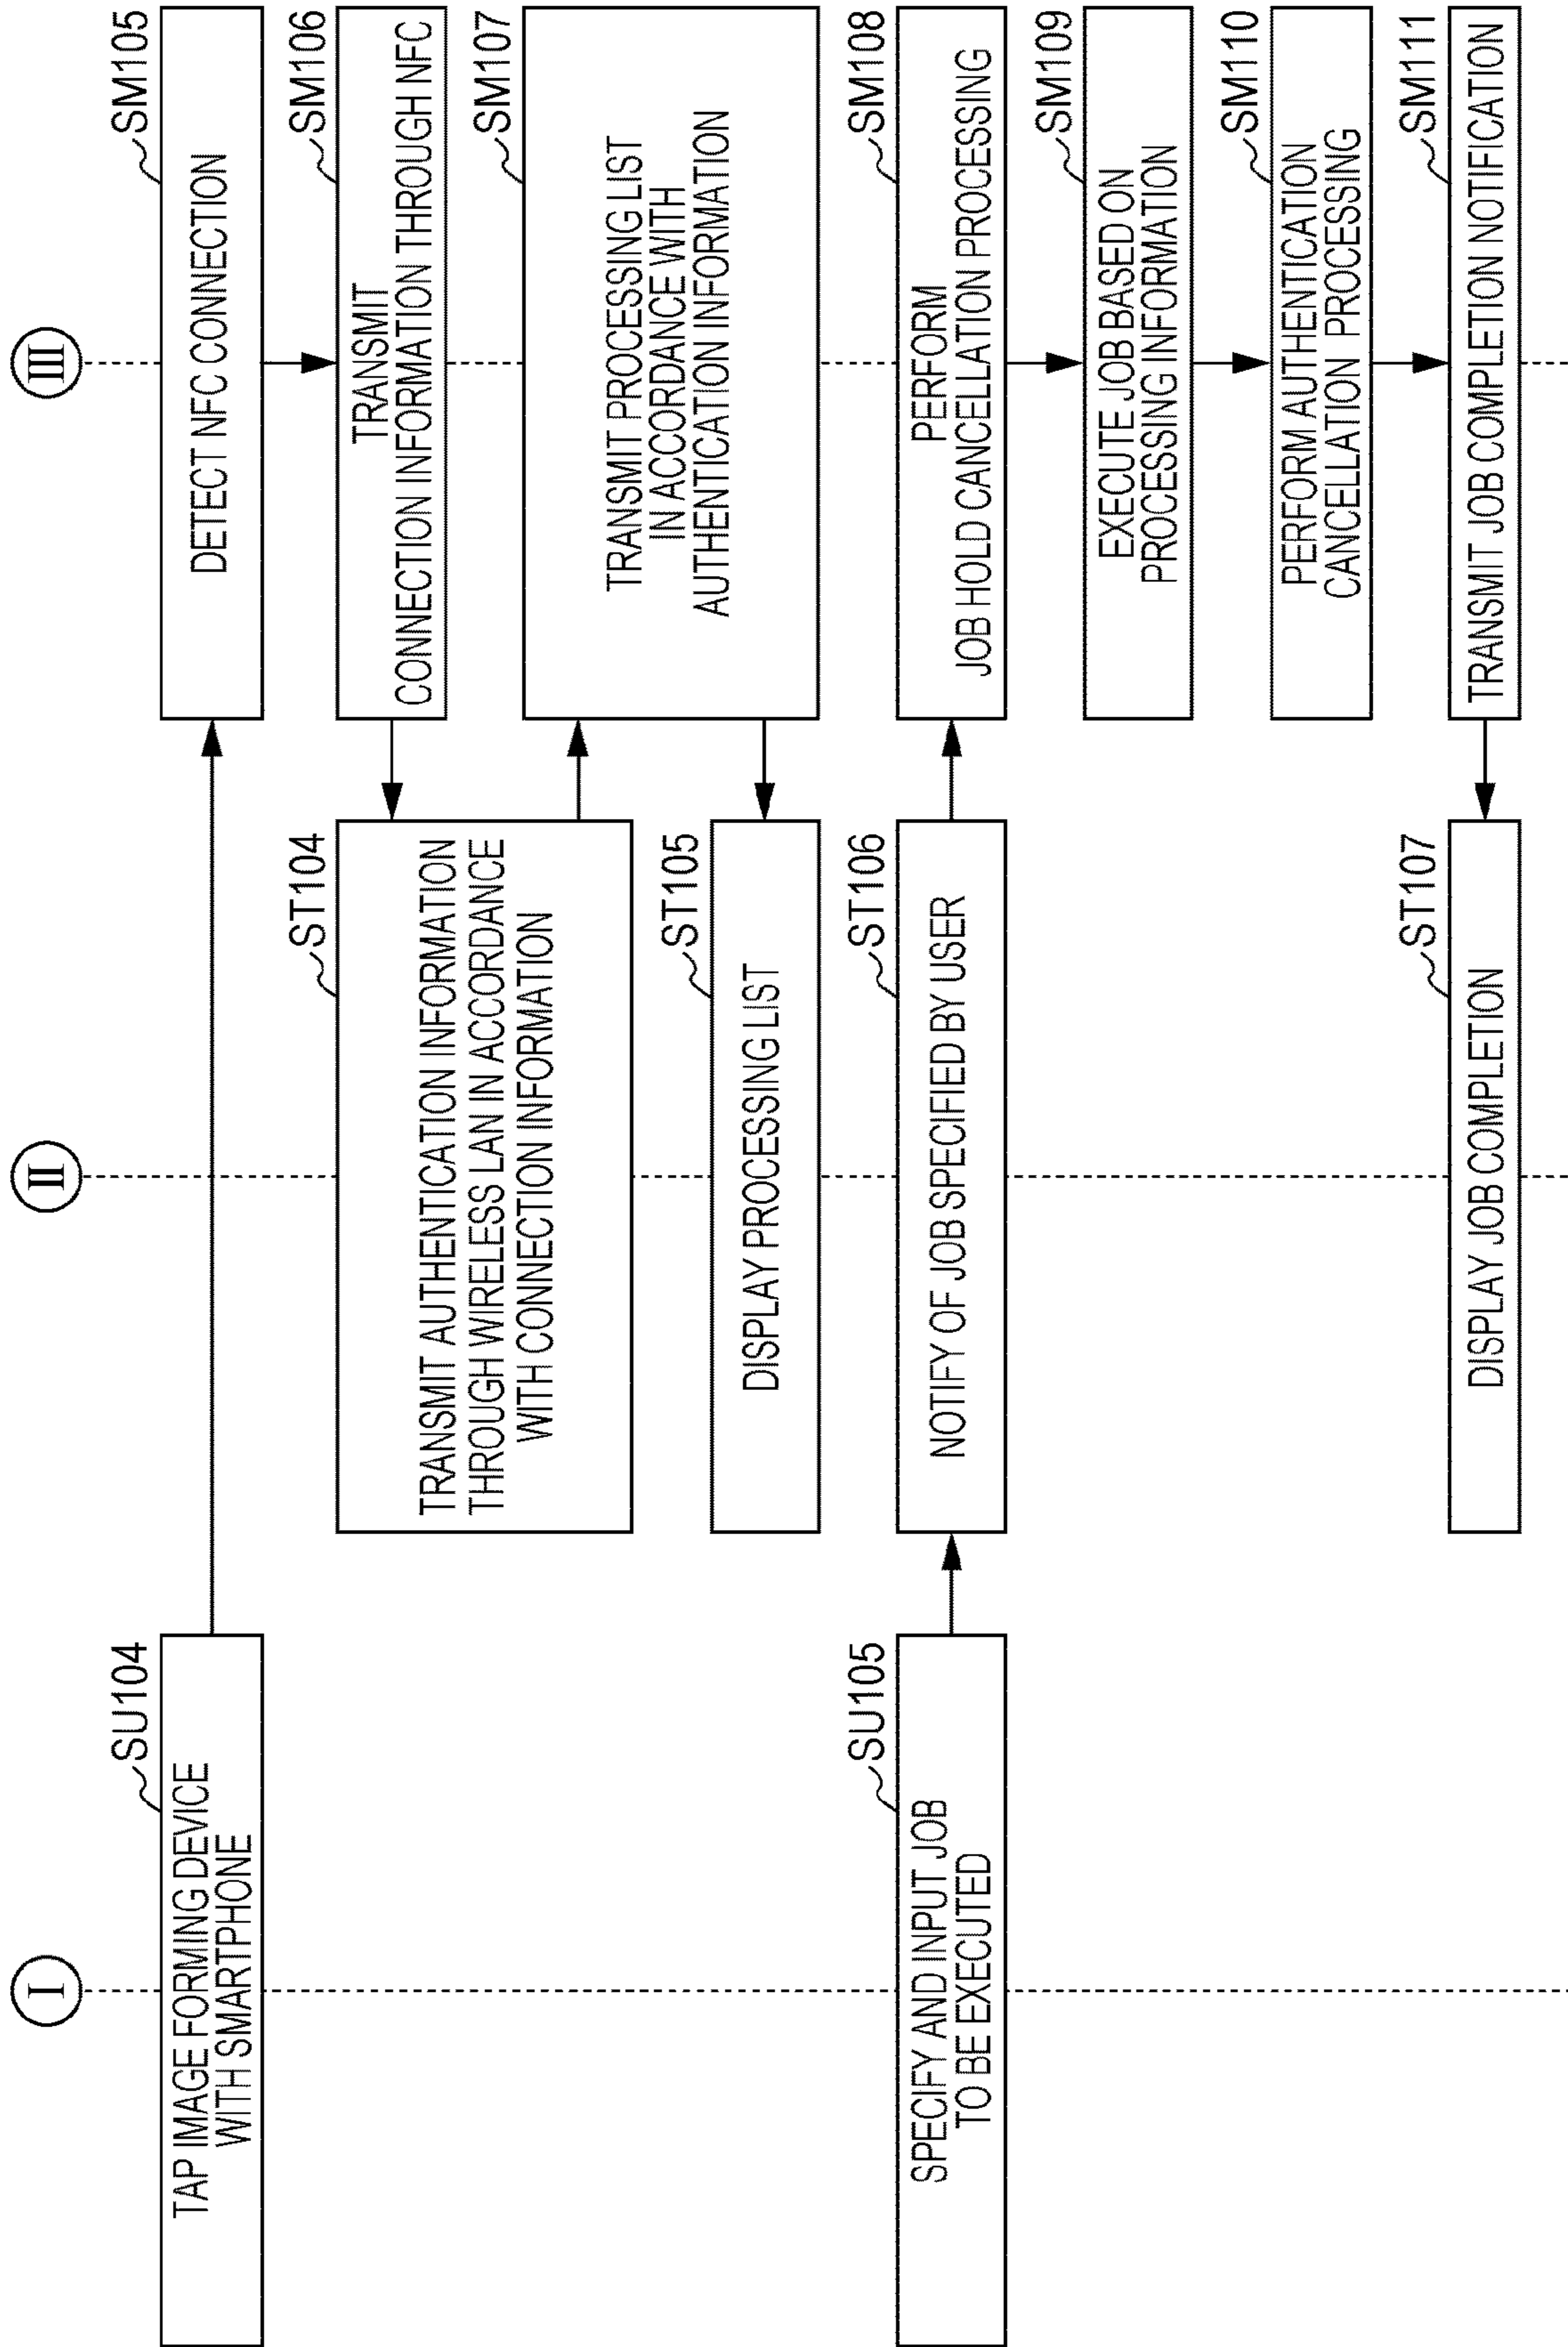 I
II
III
SU104
TAP IMAGE FORMING DEVICE
WITH SMARTPHONE
SM105
DETECT NFC CONNECTION
SM106
TRANSMIT
CONNECTION INFORMATION THROUGH NFC
ST104
TRANSMIT AUTHENTICATION INFORMATION
THROUGH WIRELESS LAN IN ACCORDANCE
WITH CONNECTION INFORMATION
SM107
TRANSMIT PROCESSING LIST
IN ACCORDANCE WITH
AUTHENTICATION INFORMATION
ST105
DISPLAY PROCESSING LIST
SU105
SPECIFY AND INPUT JOB
TO BE EXECUTED
ST106
NOTIFY OF JOB SPECIFIED BY USER
SM108
PERFORM
JOB HOLD CANCELLATION PROCESSING
SM109
EXECUTE JOB BASED ON
PROCESSING INFORMATION
SM110
PERFORM AUTHENTICATION
CANCELLATION PROCESSING
SM111
TRANSMIT JOB COMPLETION NOTIFICATION
ST107
DISPLAY JOB COMPLETION